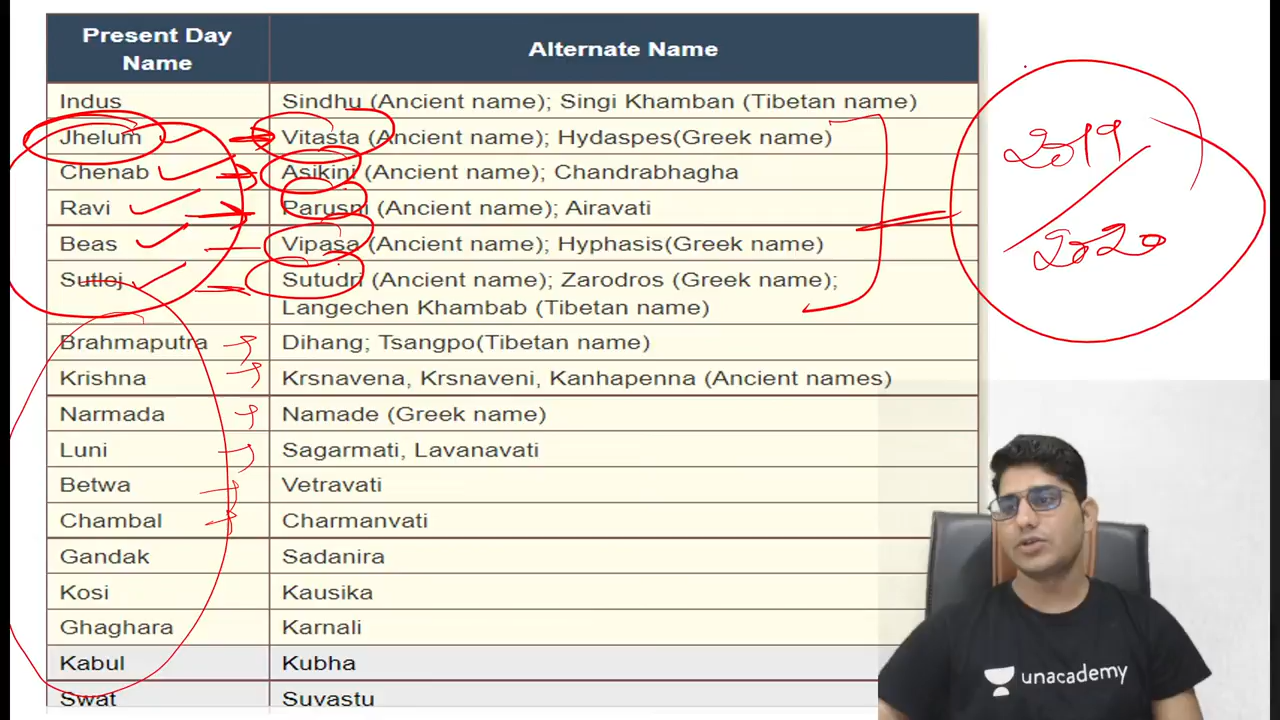 Present Day Name
Alternate Name
Indus
Sindhu (Ancient name); Singi Khamban (Tibetan name)
Jhelum
Vitasta (Ancient name); Hydaspes(Greek name)
Chenab
Asikini (Ancient name); Chandrabhagha
Ravi
Parusni (Ancient name); Airavati
Beas
Vipasa (Ancient name); Hyphasis(Greek name)
Sutlej
Sutudri (Ancient name); Zarodros (Greek name);
Langechen Khambab (Tibetan name)
Brahmaputra
Dihang; Tsangpo(Tibetan name)
Krishna
Krsnavena, Krsnaveni, Kanhapenna (Ancient names)
Narmada
Namade (Greek name)
Luni
Sagarmati, Lavanavati
Betwa
Vetravati
Chambal
Charmanvati
Gandak
Sadanira
Kosi
Kausika
Ghaghara
Karnali
Kabul
Kubha
Swat
Suvastu
2019
2020
unacademy